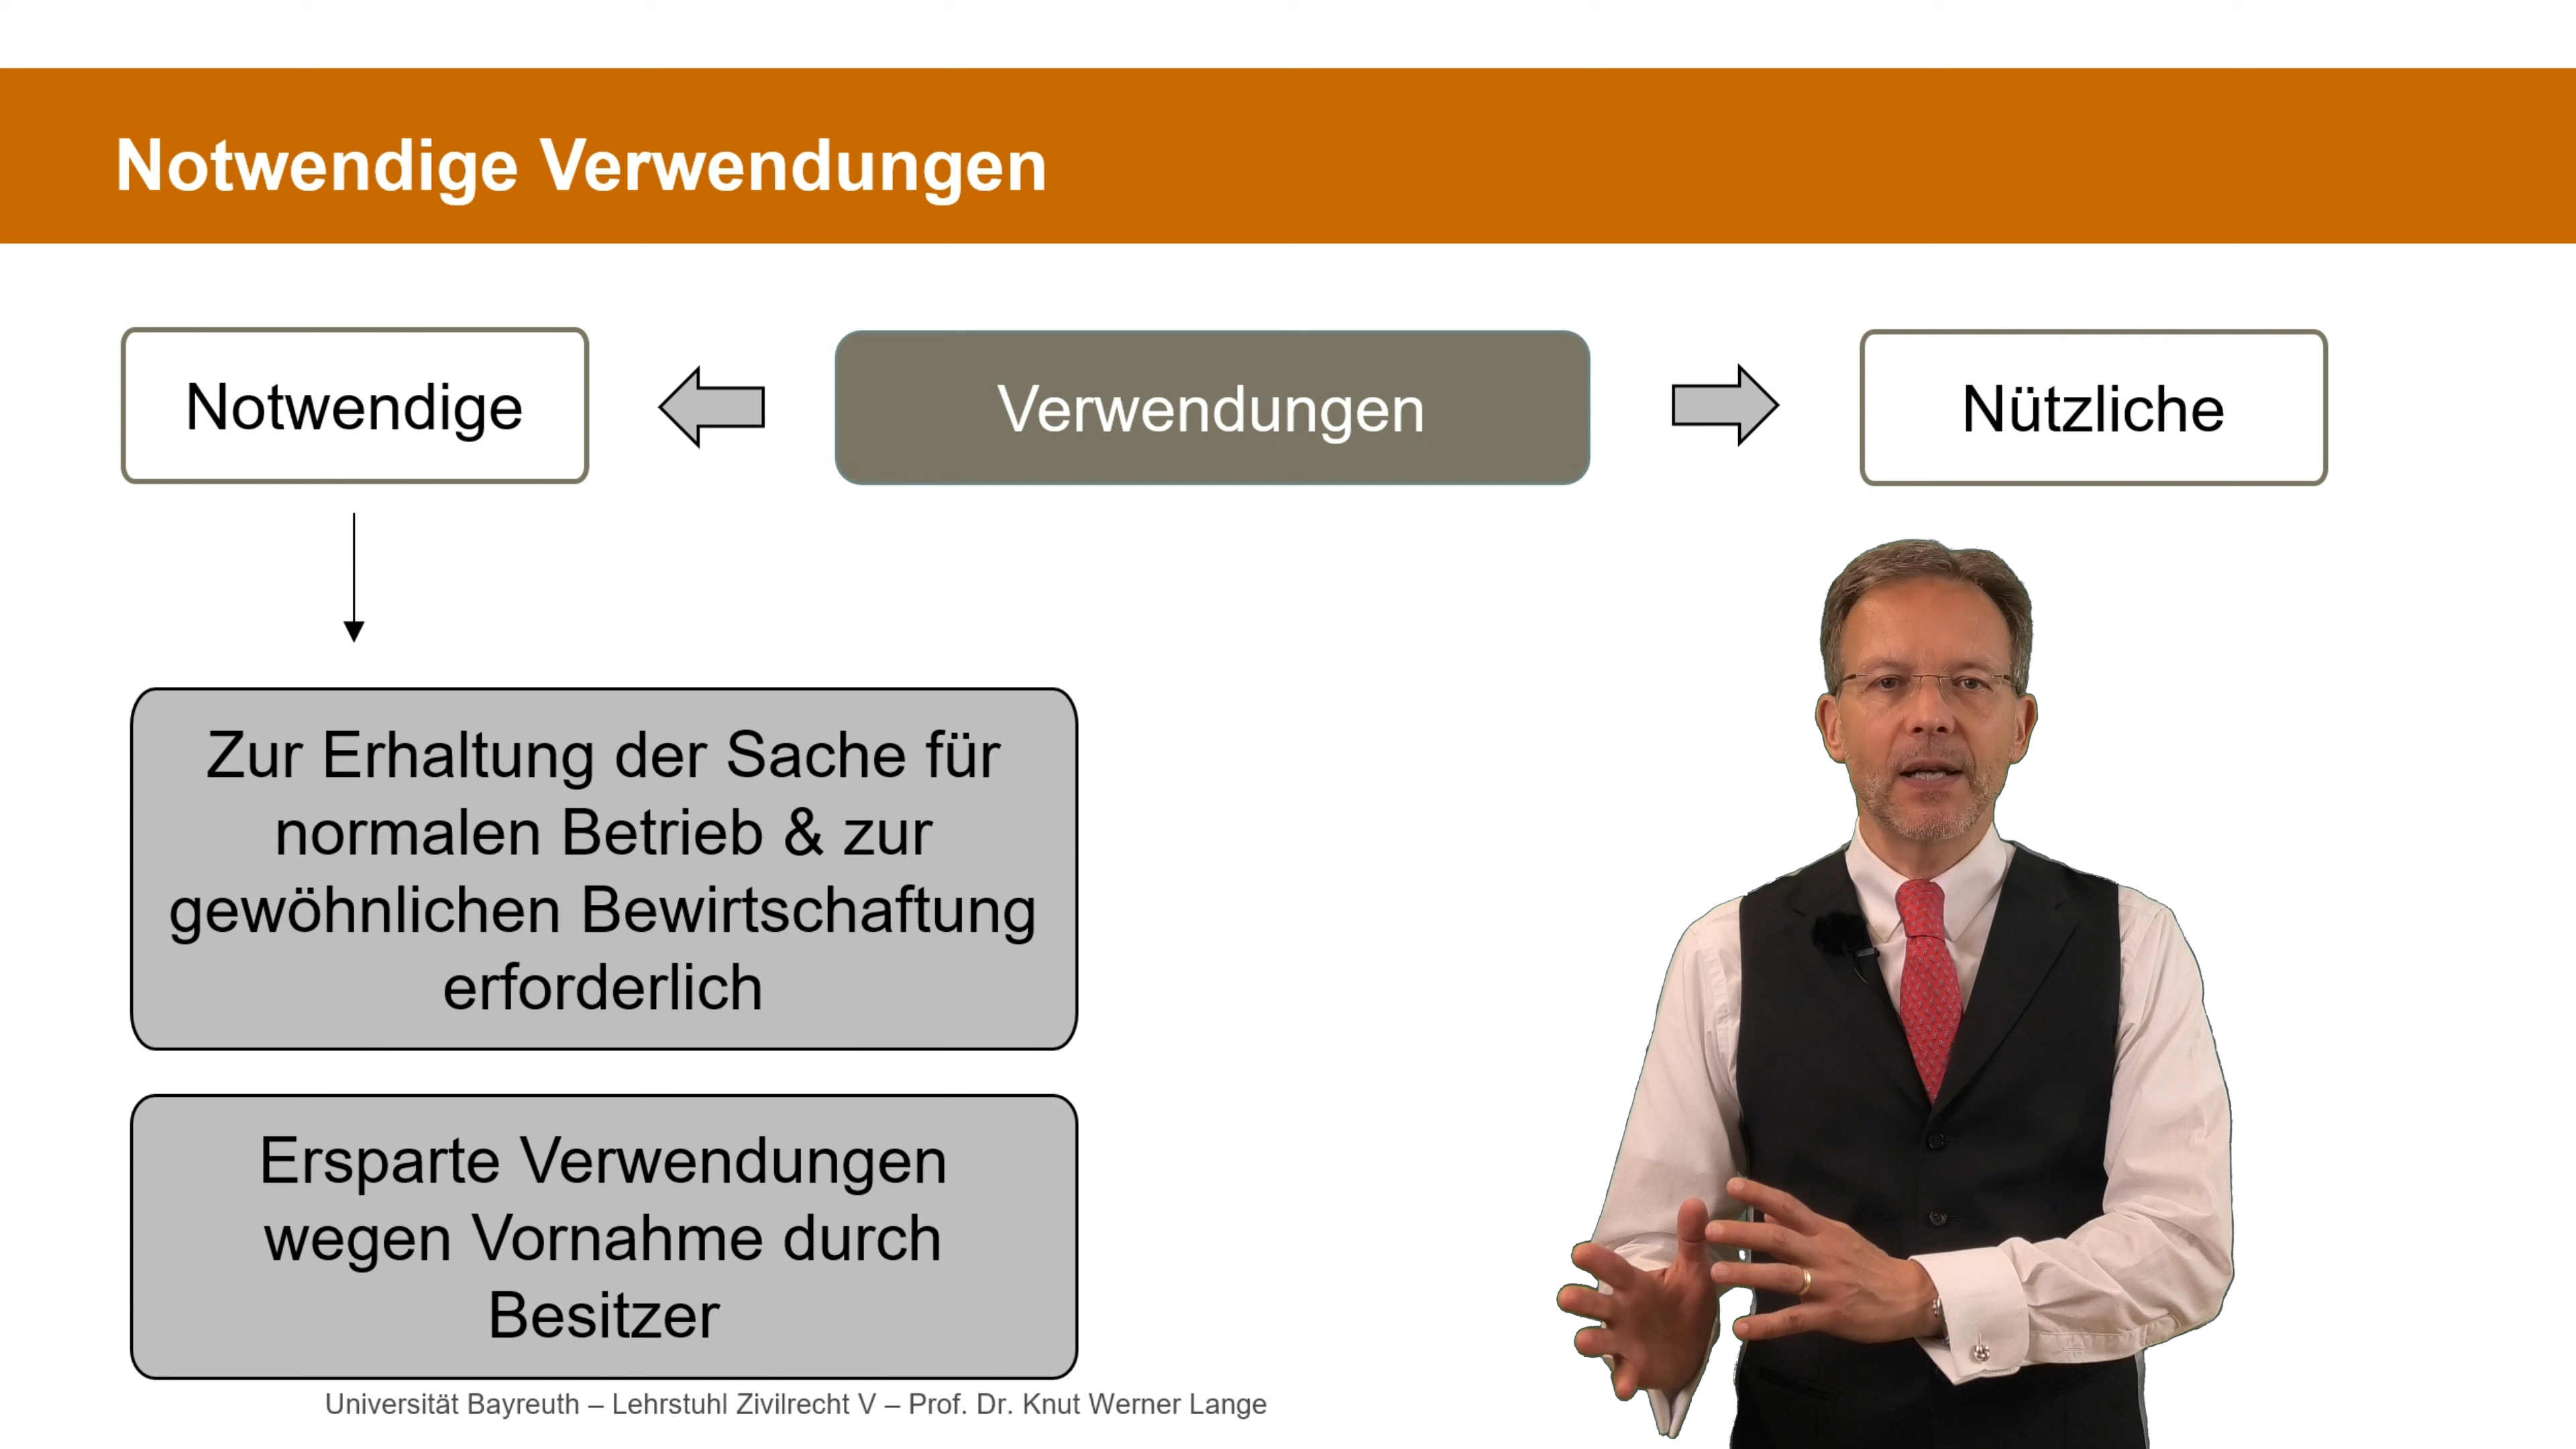 Notwendige Verwendungen
Notwendige
Verwendungen
Nützliche
Zur Erhaltung der Sache für
normalen Betrieb & zur
gewöhnlichen Bewirtschaftung
erforderlich
Ersparte Verwendungen
wegen Vornahme durch
Besitzer
Universität Bayreuth – Lehrstuhl Zivilrecht V – Prof. Dr. Knut Werner Lange